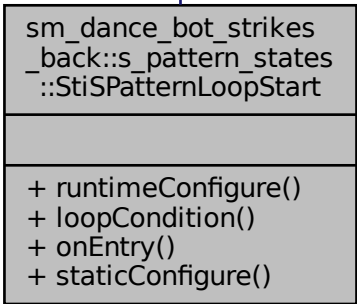 sm_dance_bot_strikes
_back::s_pattern_states
::StiSPatternLoopStart
+ runtimeConfigure()
+ loopCondition()
+ onEntry()
+ staticConfigure()